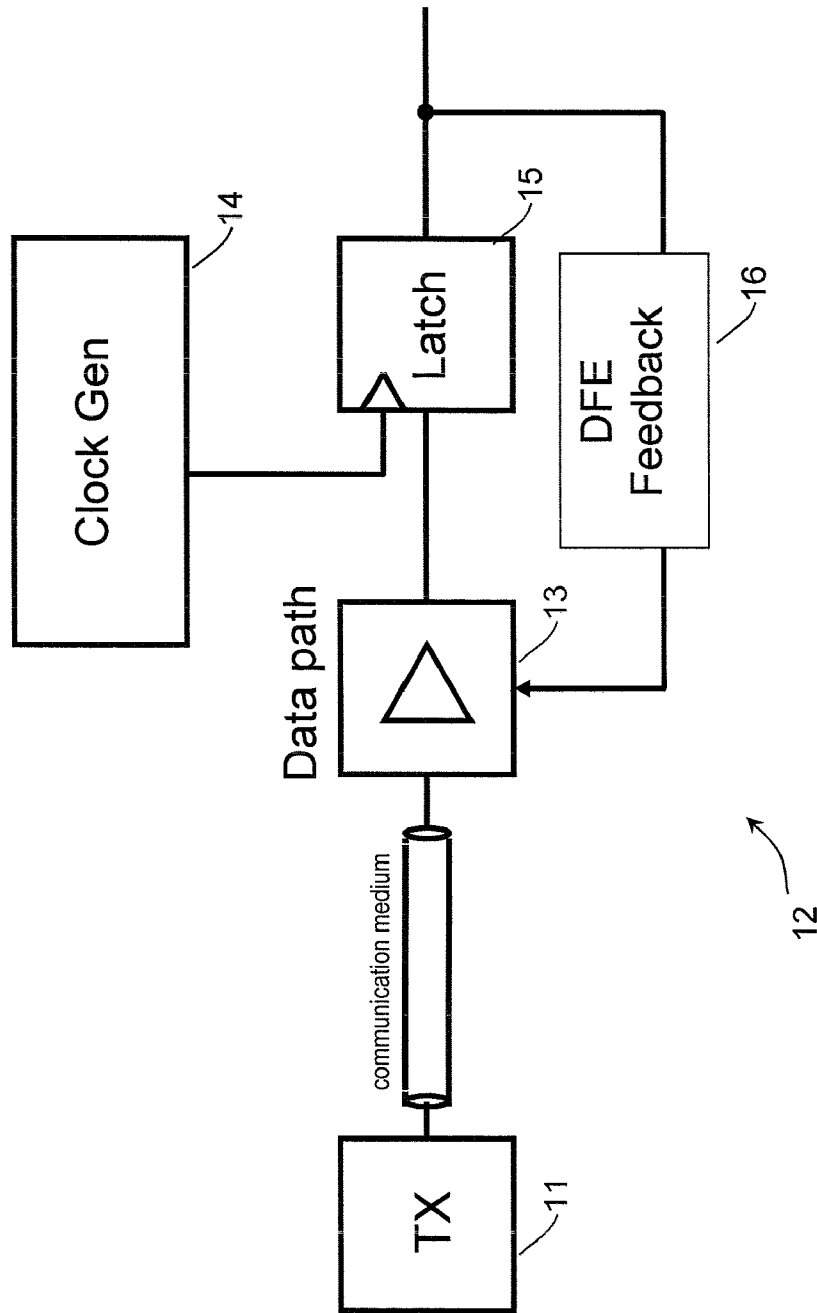 Clock Gen
14
Data path
communication medium
TX
11
13
Latch
15
DFE
Feedback
16
12